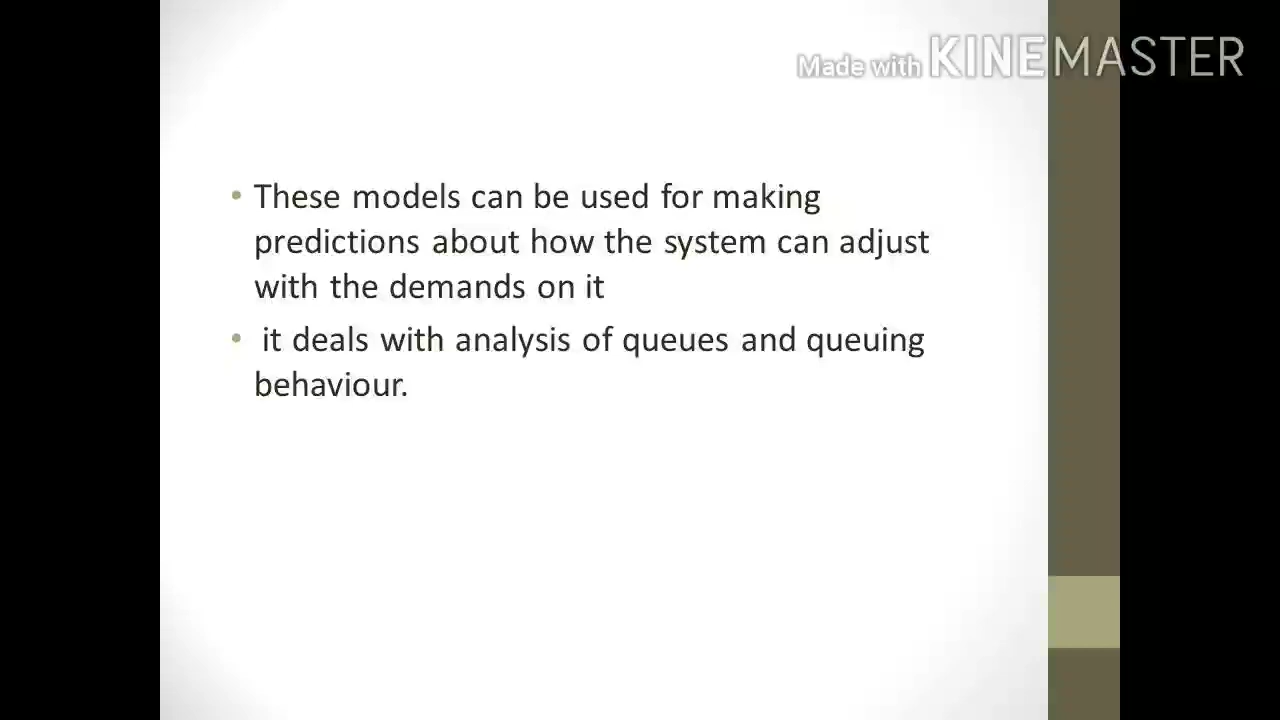 Made with KINEMASTER
• These models can be used for making
predictions about how the system can adjust
with the demands on it
• it deals with analysis of queues and queuing
behaviour.